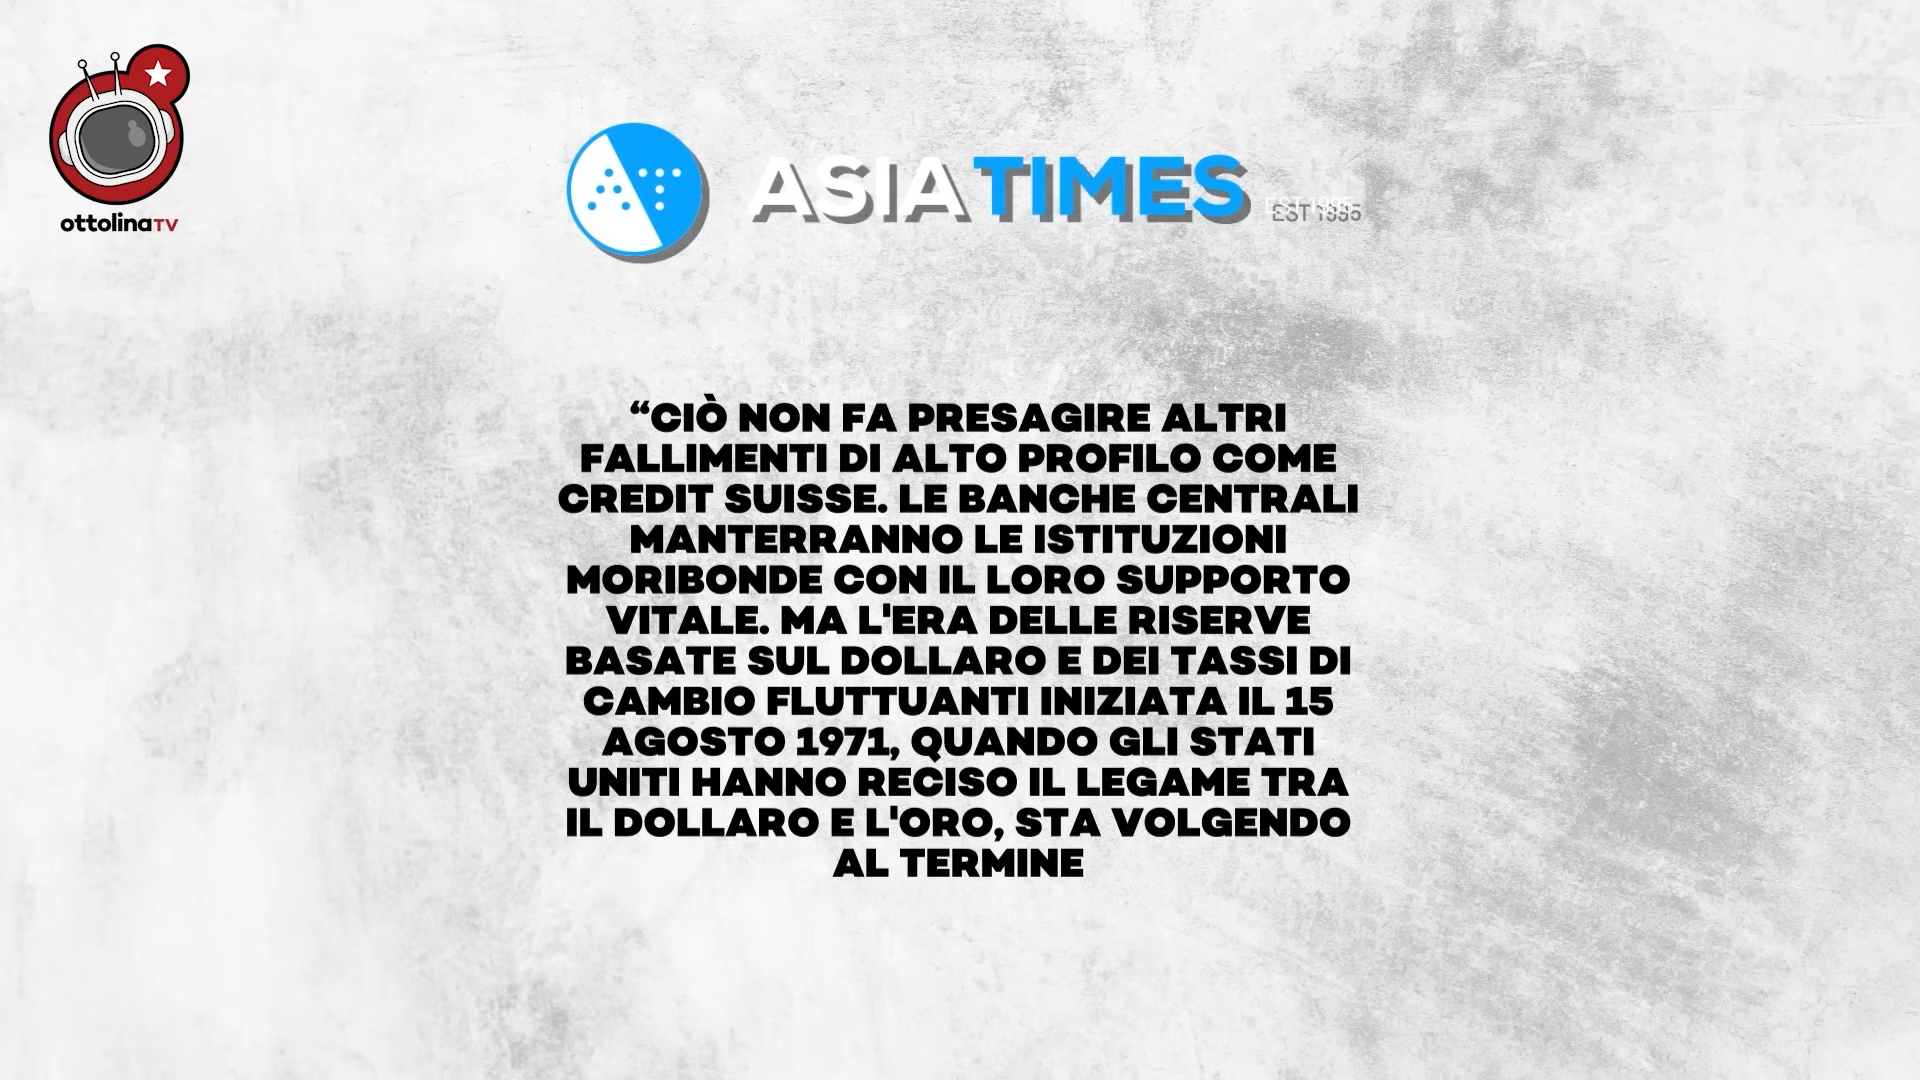 ottolinaTV
ASIA TIMES EST 1995
“CIÒ NON FA PRESAGIRE ALTRI
FALLIMENTI DI ALTO PROFILO COME
CREDIT SUISSE. LE BANCHE CENTRALI
MANTERRANNO LE ISTITUZIONI
MORIBONDE CON IL LORO SUPPORTO
VITALE. MA L'ERA DELLE RISERVE
BASATE SUL DOLLARO E DEI TASSI DI
CAMBIO FLUTTUANTI INIZIATA IL 15
AGOSTO 1971, QUANDO GLI STATI
UNITI HANNO RECISO IL LEGAME TRA
IL DOLLARO E L'ORO, STA VOLGENDO
AL TERMINE